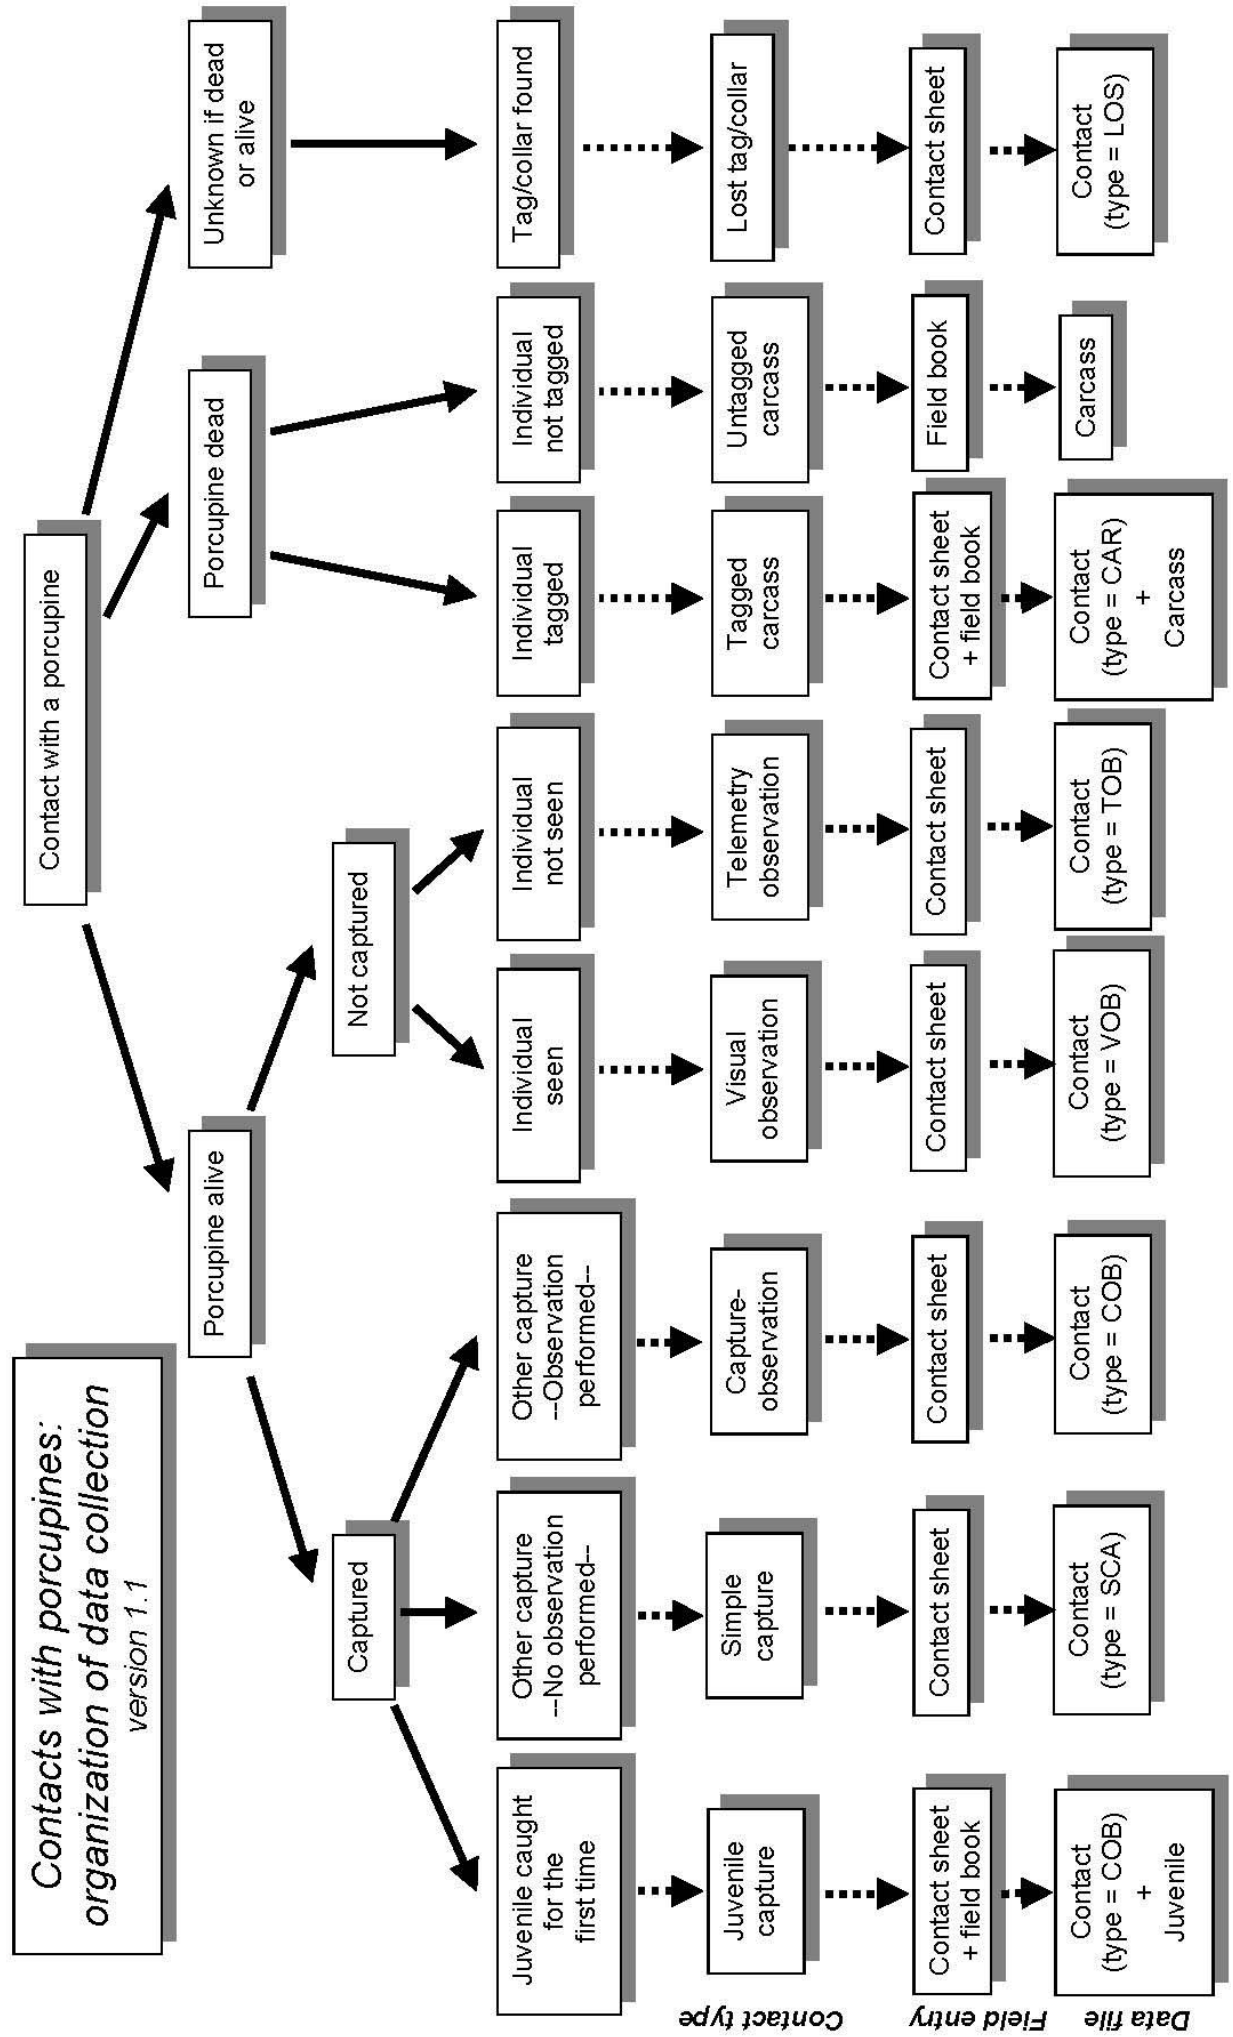 Contacts with porcupines:
organization of data collection
version 1.1
Contact with a porcupine
Porcupine alive
Porcupine dead
Unknown if dead
or alive
Captured
Not captured
Juvenile caught
for the
first time
Other capture
--No observation
performed--
Other capture
--Observation
performed--
Individual
seen
Individual
not seen
Individual
tagged
Individual
not tagged
Tag/collar found
Contact type
Juvenile
capture
Simple
capture
Capture-
observation
Visual
observation
Telemetry
observation
Tagged
carcass
Untagged
carcass
Lost tag/collar
Field entry
Contact sheet
+ field book
Contact sheet
Contact sheet
Contact sheet
Contact sheet
Contact sheet
+ field book
Field book
Contact sheet
Data file
Contact
(type = COB)
+
Juvenile
Contact
(type = SCA)
Contact
(type = COB)
Contact
(type = VOB)
Contact
(type = TOB)
Contact
(type = CAR)
+
Carcass
Carcass
Contact
(type = LOS)